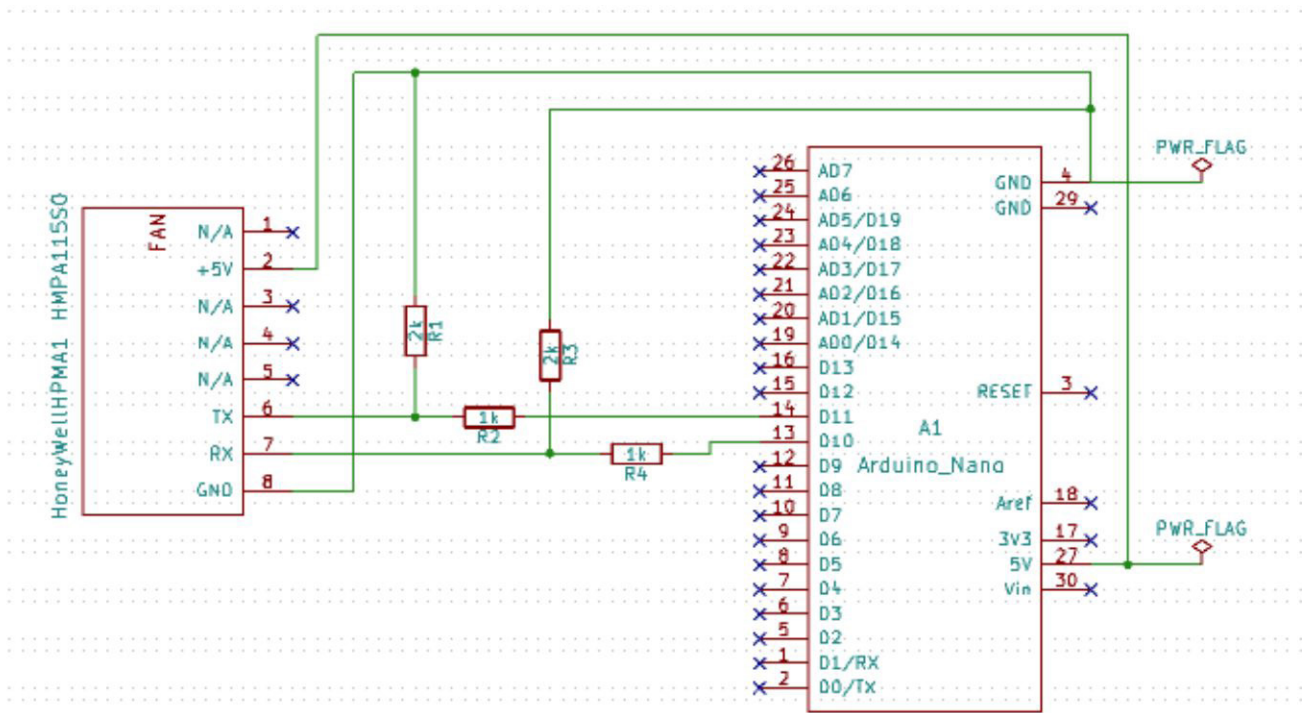 HoneyWellHPMA1 HMPA115S0
FAN
N/A 1
+5V 2
N/A 3
N/A 4
N/A 5
TX 6
RX 7
GND 8
2k
R1
2k
R3
1k
R2
1k
R4
26 AD7
25 AD6
24 AD5/D19
23 AD4/D18
22 AD3/D17
21 AD2/D16
20 AD1/D15
19 AD0/D14
16 D13
15 D12
14 D11
13 D10
12 D9
11 D8
10 D7
9 D6
8 D5
7 D4
6 D3
5 D2
1 D1/RX
2 D0/Tx
A1
Arduino_Nano
GND 4
GND 29
RESET 3
Aref 18
3V3 17
5V 27
Vin 30
PWR_FLAG
PWR_FLAG